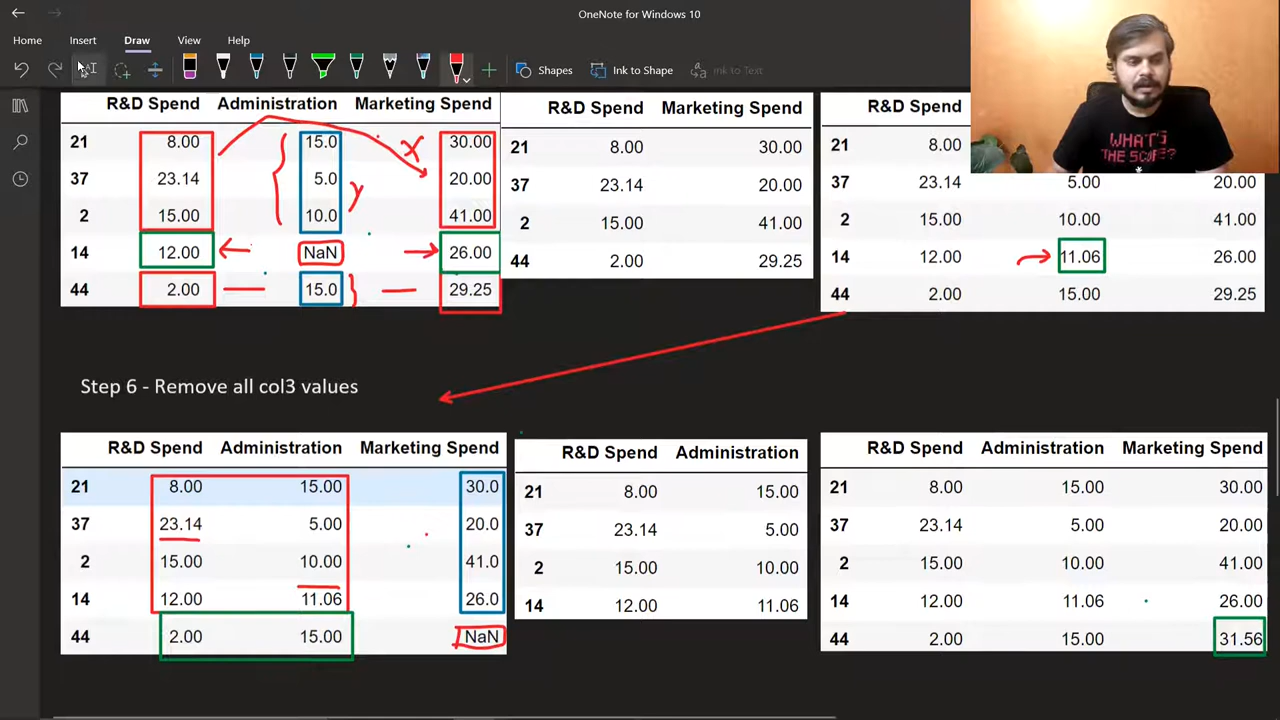 OneNote for Windows 10
Home Insert Draw View Help
Shapes Ink to Shape Ink to Text
WHAT'S
THE SCOPE?
R&D Spend Administration Marketing Spend
21 8.00 15.0 30.00
37 23.14 5.0 20.00
2 15.00 10.0 41.00
14 12.00 NaN 26.00
44 2.00 15.0 29.25
x
y
R&D Spend Marketing Spend
21 8.00 30.00
37 23.14 20.00
2 15.00 41.00
44 2.00 29.25
R&D Spend
21 8.00
37 23.14 5.00 20.00
2 15.00 10.00 41.00
14 12.00 11.06 26.00
44 2.00 15.00 29.25
Step 6 - Remove all col3 values
R&D Spend Administration Marketing Spend
21 8.00 15.00 30.0
37 23.14 5.00 20.0
2 15.00 10.00 41.0
14 12.00 11.06 26.0
44 2.00 15.00 NaN
R&D Spend Administration
21 8.00 15.00
37 23.14 5.00
2 15.00 10.00
14 12.00 11.06
R&D Spend Administration Marketing Spend
21 8.00 15.00 30.00
37 23.14 5.00 20.00
2 15.00 10.00 41.00
14 12.00 11.06 26.00
44 2.00 15.00 31.56